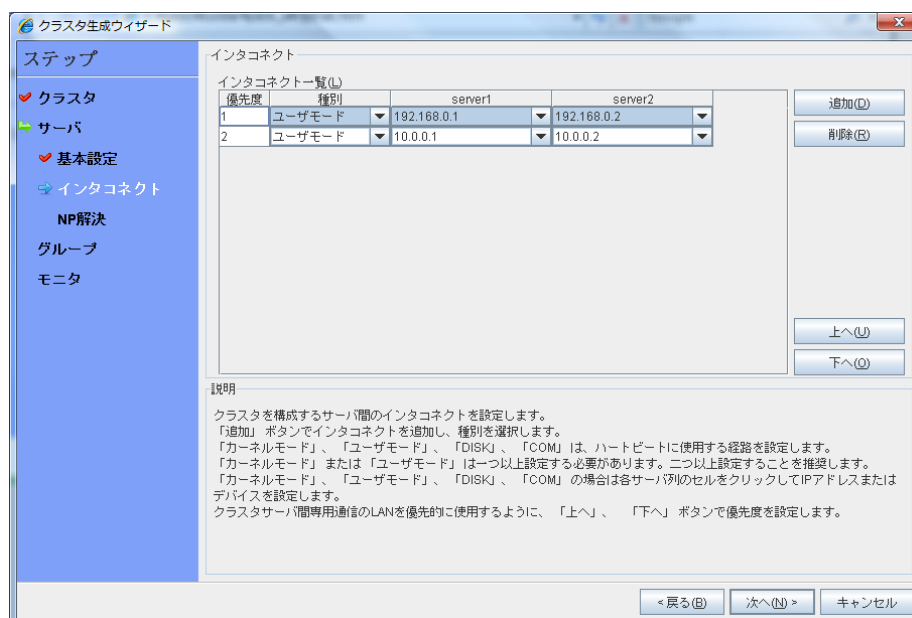 クラスタ生成ウィザード
ステップ
クラスタ
サーバ
基本設定
インタコネクト
NP解決
グループ
モニタ
インタコネクト
インタコネクト一覧(L)
優先度 種別 server1 server2
1 ユーザモード 192.168.0.1 192.168.0.2
2 ユーザモード 10.0.0.1 10.0.0.2
追加(D)
削除(R)
上へ(U)
下へ(O)
説明
クラスタを構成するサーバ間のインタコネクトを設定します。
「追加」 ボタンでインタコネクトを追加し、種別を選択します。
「カーネルモード」、 「ユーザモード」、 「DISK」、 「COM」 は、ハートビートに使用する経路を設定します。
「カーネルモード」 または 「ユーザモード」 は一つ以上設定する必要があります。二つ以上設定することを推奨します。
「カーネルモード」、 「ユーザモード」、 「DISK」、 「COM」 の場合は各サーバ列のセルをクリックしてIPアドレスまたは
デバイスを設定します。
クラスタサーバ間専用通信のLANを優先的に使用するように、 「上へ」、 「下へ」 ボタンで優先度を設定します。
<戻る(B) 次へ(N)> キャンセル